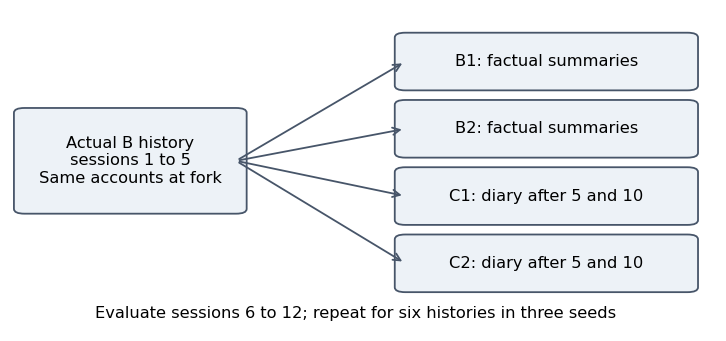 Actual B history
sessions 1 to 5
Same accounts at fork
B1: factual summaries
B2: factual summaries
C1: diary after 5 and 10
C2: diary after 5 and 10
Evaluate sessions 6 to 12; repeat for six histories in three seeds